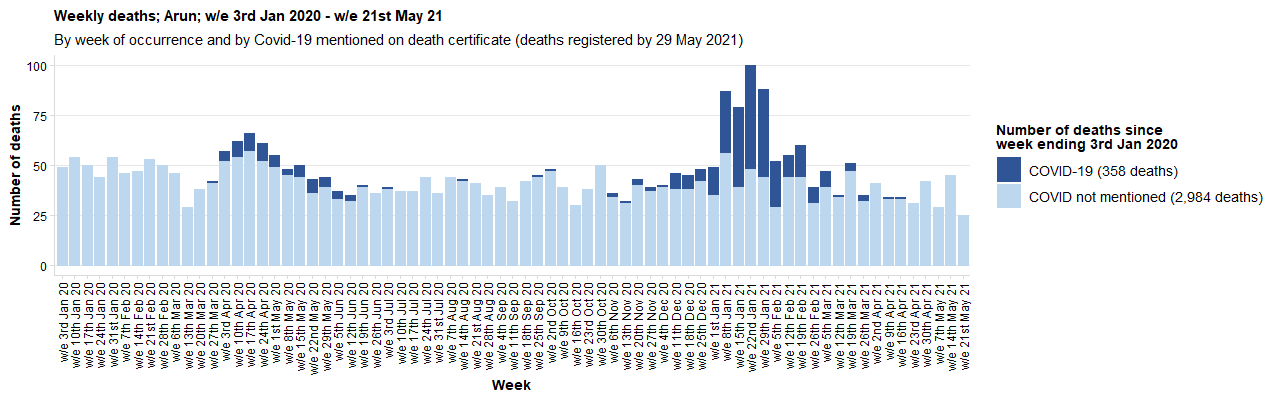 Weekly deaths; Arun; w/e 3rd Jan 2020 - w/e 21st May 21
By week of occurrence and by Covid-19 mentioned on death certificate (deaths registered by 29 May 2021)
Number of deaths
100
75
50
25
0
w/e 3rd Jan 20
w/e 10th Jan 20
w/e 17th Jan 20
w/e 24th Jan 20
w/e 31st Jan 20
w/e 7th Feb 20
w/e 14th Feb 20
w/e 21st Feb 20
w/e 28th Feb 20
w/e 6th Mar 20
w/e 13th Mar 20
w/e 20th Mar 20
w/e 27th Mar 20
w/e 3rd Apr 20
w/e 10th Apr 20
w/e 17th Apr 20
w/e 24th Apr 20
w/e 1st May 20
w/e 8th May 20
w/e 15th May 20
w/e 22nd May 20
w/e 29th May 20
w/e 5th Jun 20
w/e 12th Jun 20
w/e 19th Jun 20
w/e 26th Jun 20
w/e 3rd Jul 20
w/e 10th Jul 20
w/e 17th Jul 20
w/e 24th Jul 20
w/e 31st Jul 20
w/e 7th Aug 20
w/e 14th Aug 20
w/e 21st Aug 20
w/e 28th Aug 20
w/e 4th Sep 20
w/e 11th Sep 20
w/e 18th Sep 20
w/e 25th Sep 20
w/e 2nd Oct 20
w/e 9th Oct 20
w/e 16th Oct 20
w/e 23rd Oct 20
w/e 30th Oct 20
w/e 6th Nov 20
w/e 13th Nov 20
w/e 20th Nov 20
w/e 27th Nov 20
w/e 4th Dec 20
w/e 11th Dec 20
w/e 18th Dec 20
w/e 25th Dec 20
w/e 1st Jan 21
w/e 8th Jan 21
w/e 15th Jan 21
w/e 22nd Jan 21
w/e 29th Jan 21
w/e 5th Feb 21
w/e 12th Feb 21
w/e 19th Feb 21
w/e 26th Feb 21
w/e 5th Mar 21
w/e 12th Mar 21
w/e 19th Mar 21
w/e 26th Mar 21
w/e 2nd Apr 21
w/e 9th Apr 21
w/e 16th Apr 21
w/e 23rd Apr 21
w/e 30th Apr 21
w/e 7th May 21
w/e 14th May 21
w/e 21st May 21
Week
Number of deaths since
week ending 3rd Jan 2020
COVID-19 (358 deaths)
COVID not mentioned (2,984 deaths)